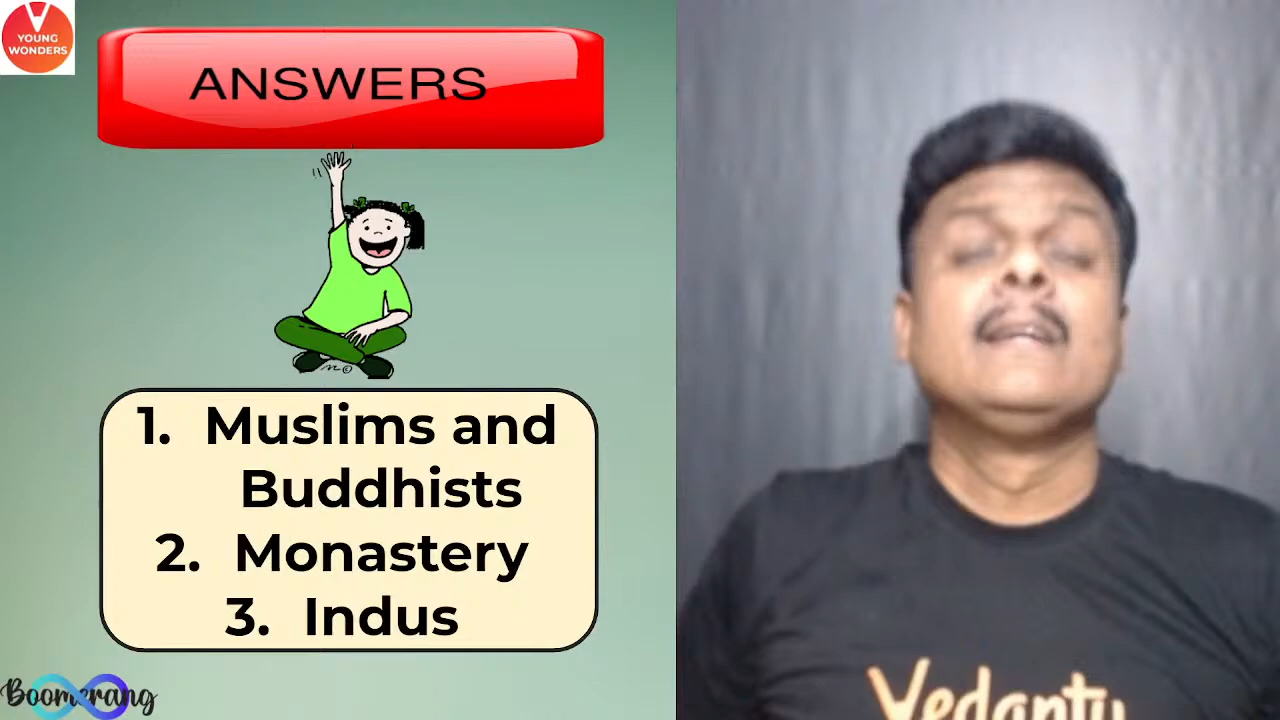 YOUNG
WONDERS
ANSWERS
1. Muslims and
Buddhists
2. Monastery
3. Indus
Boomerang
Vedantu